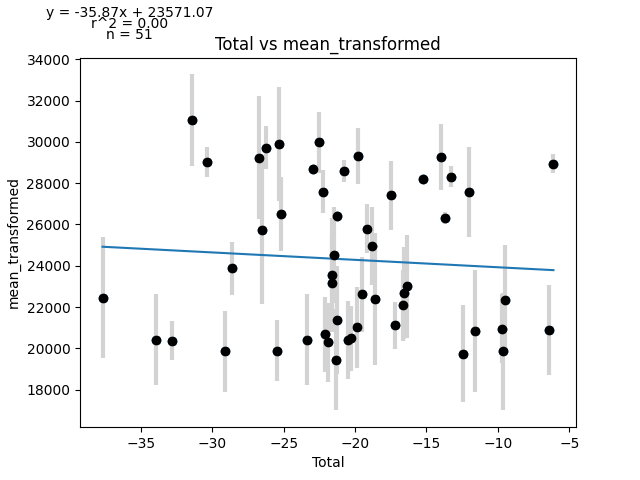 y = -35.87x + 23571.07
r^2 = 0.00
n = 51
Total vs mean_transformed
34000
32000
30000
28000
26000
24000
22000
20000
18000
mean_transformed
−35 −30 −25 −20 −15 −10 −5
Total